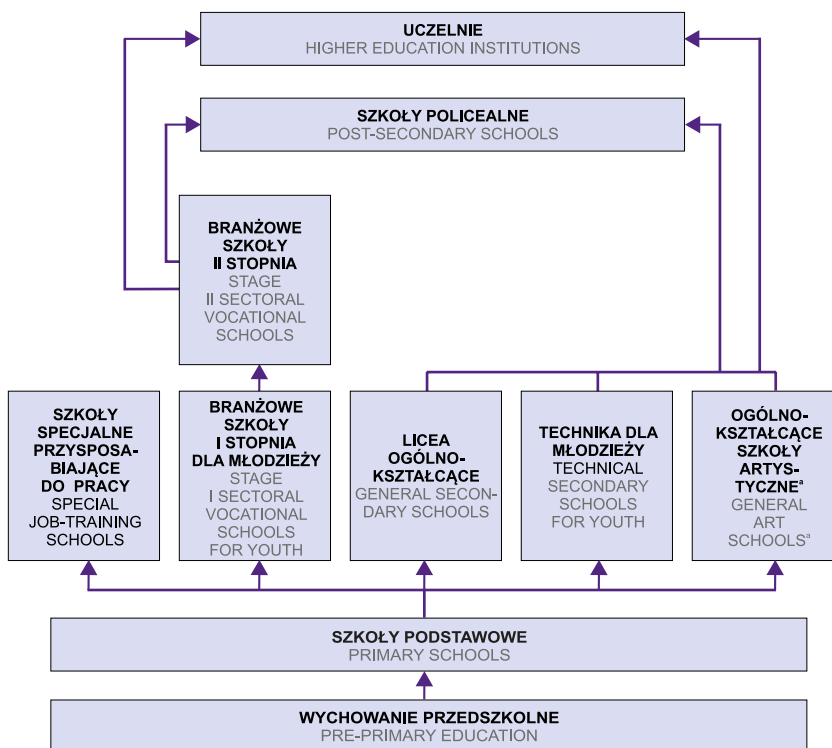 UCZELNIE
HIGHER EDUCATION INSTITUTIONS
SZKOŁY POLICEALNE
POST-SECONDARY SCHOOLS
BRANŻOWE
SZKOŁY
II STOPNIA
STAGE
II SECTORAL
VOCATIONAL
SCHOOLS
SZKOŁY
SPECJALNE
PRZYSPOSA-
BIAJĄCE
DO PRACY
SPECIAL
JOB-TRAINING
SCHOOLS
BRANŻOWE
SZKOŁY
I STOPNIA
DLA MŁODZIEŻY
STAGE
I SECTORAL
VOCATIONAL
SCHOOLS
FOR YOUTH
LICEA
OGÓLNO-
KSZTAŁCĄCE
GENERAL SECON-
DARY SCHOOLS
TECHNIKA DLA
MŁODZIEŻY
TECHNICAL
SECONDARY
SCHOOLS
FOR YOUTH
OGÓLNO-
KSZTAŁCĄCE
SZKOŁY
ARTYS-
TYCZNEᵃ
GENERAL
ART
SCHOOLSᵃ
SZKOŁY PODSTAWOWE
PRIMARY SCHOOLS
WYCHOWANIE PRZEDSZKOLNE
PRE-PRIMARY EDUCATION